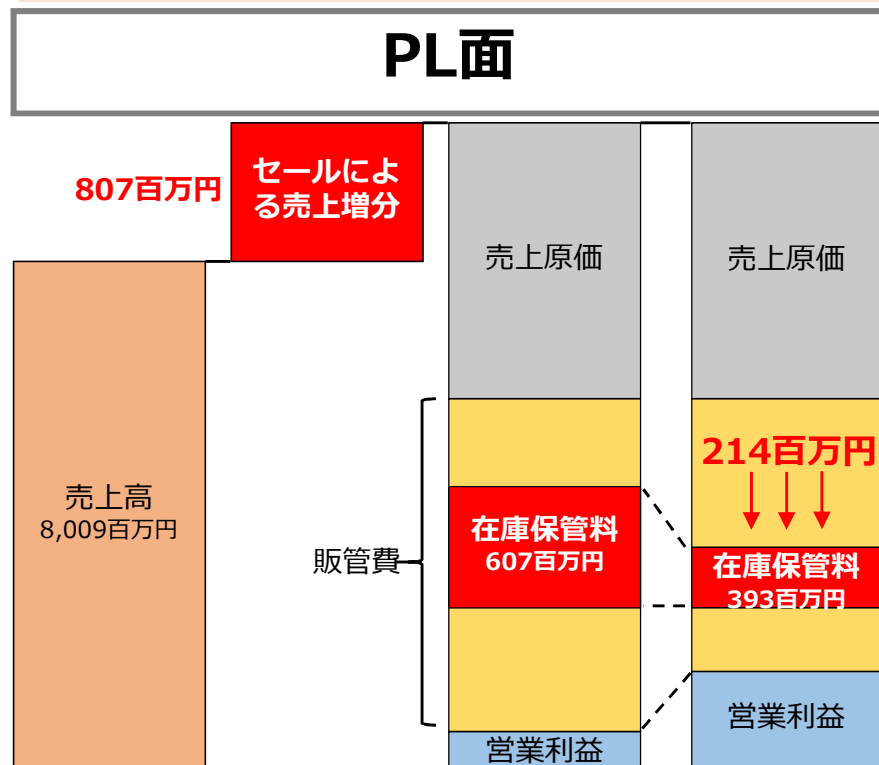 PL面
807百万円
セールによ
る売上増分
売上原価
売上原価
214百万円
売上高
8,009百万円
販管費
在庫保管料
607百万円
在庫保管料
393百万円
営業利益
営業利益